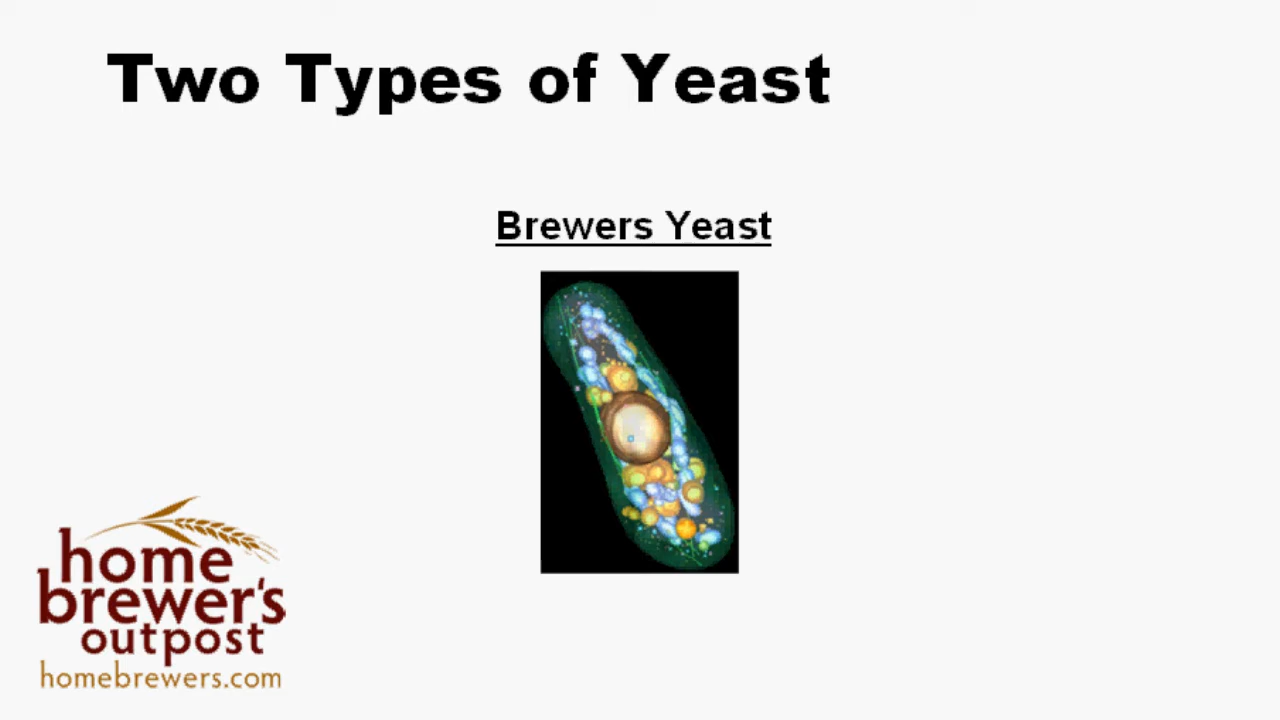 Two Types of Yeast
Brewers Yeast
home
brewer's
outpost
homebrewers.com